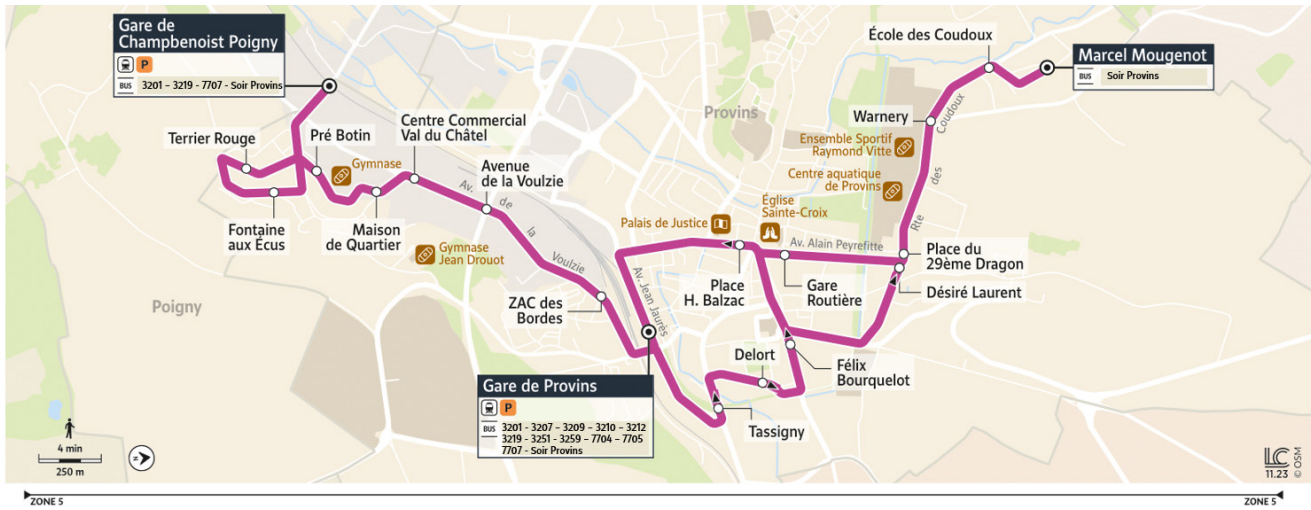 Gare de
Champbenoist Poigny
P
BUS 3201 – 3219 - 7707 - Soir Provins
École des Coudoux
Marcel Mougenot
BUS Soir Provins
Terrier Rouge
Pré Botin
Centre Commercial
Val du Châtel
Provins
Warnery
Coudoux
Gymnase
Avenue
de la Voulzie
Ensemble Sportif
Raymond Vitte
Centre aquatique
de Provins
des
Fontaine
aux Écus
Maison
de Quartier
Av.
de
la
Voulzie
Palais de Justice
Église
Sainte-Croix
Rte
Gymnase
Jean Drouot
Av. Alain Peyrefitte
Place du
29ème Dragon
Poigny
ZAC des
Bordes
Av. Jean Jaurès
Place
H. Balzac
Gare
Routière
Désiré Laurent
Delort
Félix
Bourquelot
Gare de Provins
P
BUS 3201 - 3207 – 3209 – 3210 – 3212
3219 – 3251 – 3259 – 7704 – 7705
7707 - Soir Provins
Tassigny
4 min
250 m
N
LC
11.23
© OSM
ZONE 5
ZONE 5